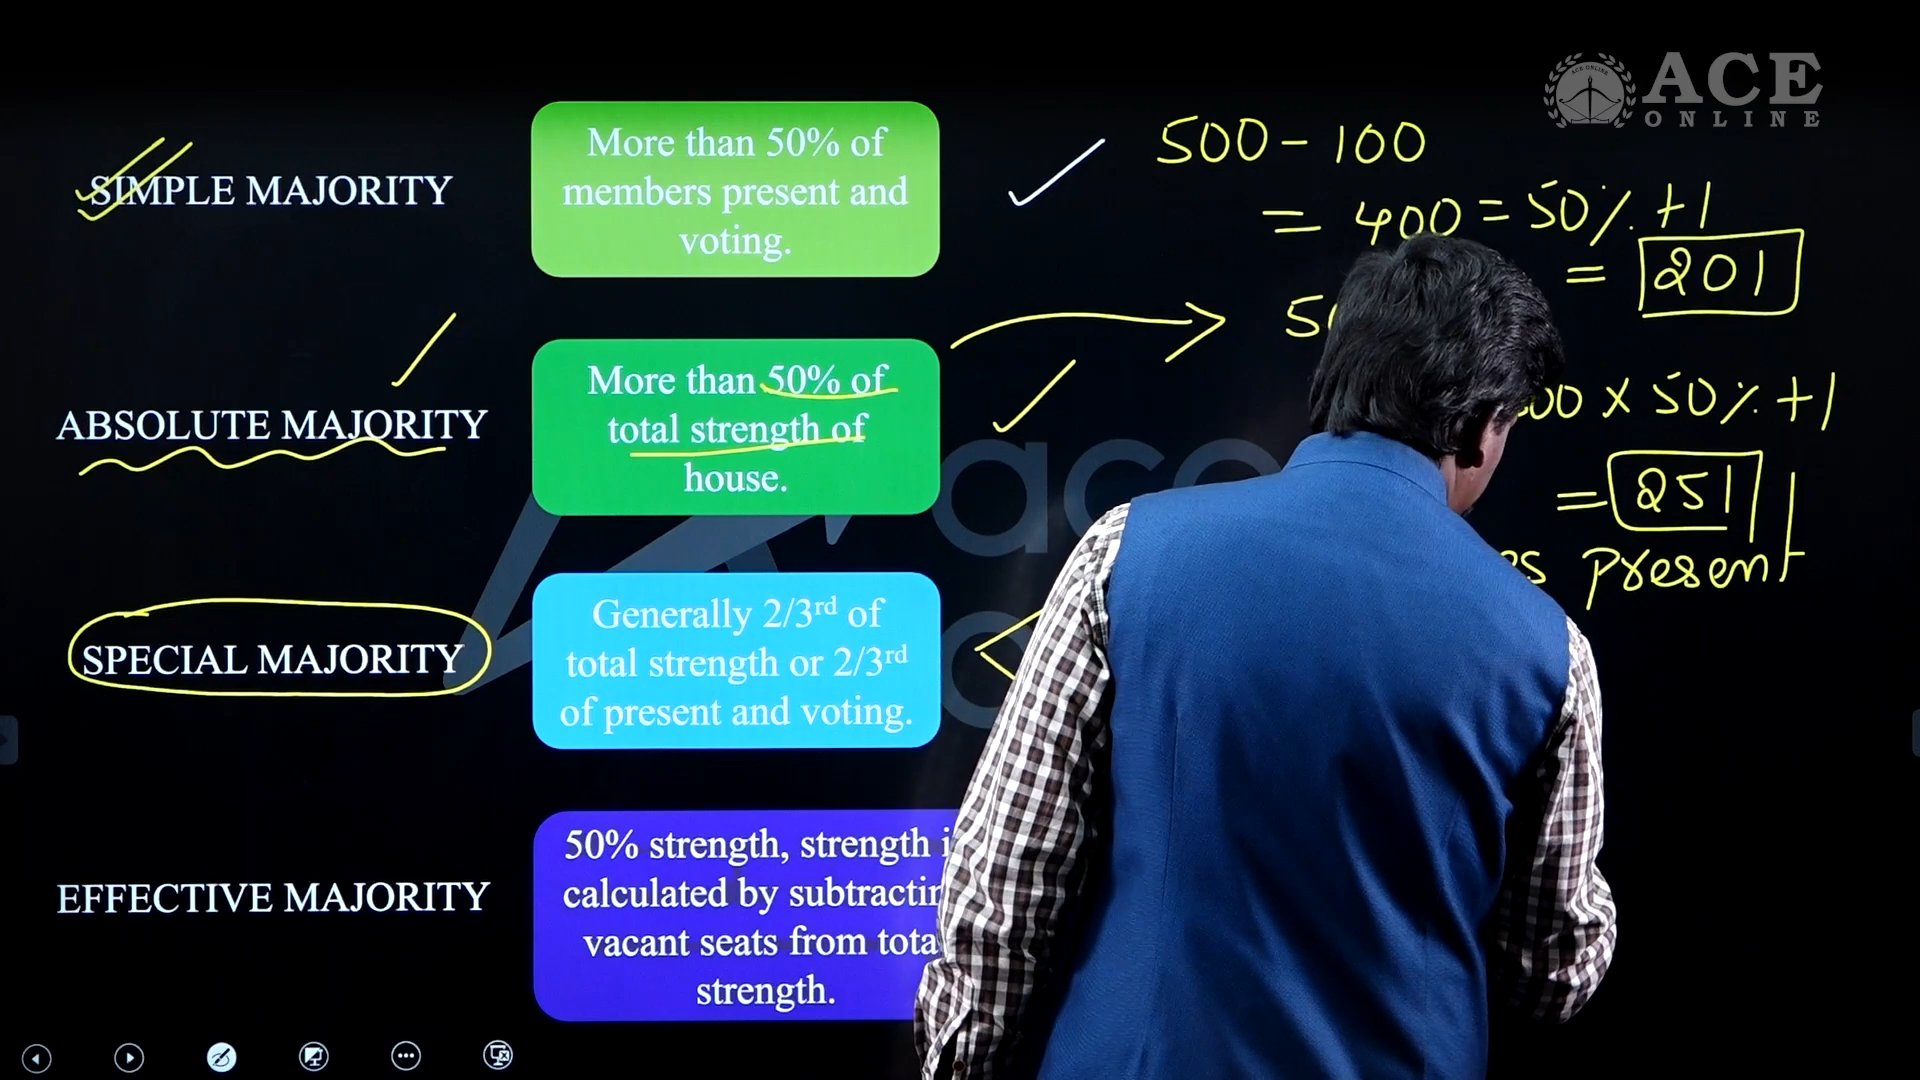 ACE
ONLINE
SIMPLE MAJORITY
More than 50% of
members present and
voting.
500 - 100
= 400 = 50% +1
= 201
ABSOLUTE MAJORITY
More than 50% of
total strength of
house.
x 50% +1
= 251
present
SPECIAL MAJORITY
Generally 2/3rd of
total strength or 2/3rd
of present and voting.
EFFECTIVE MAJORITY
50% strength, strength
calculated by
vacant seats from
strength.